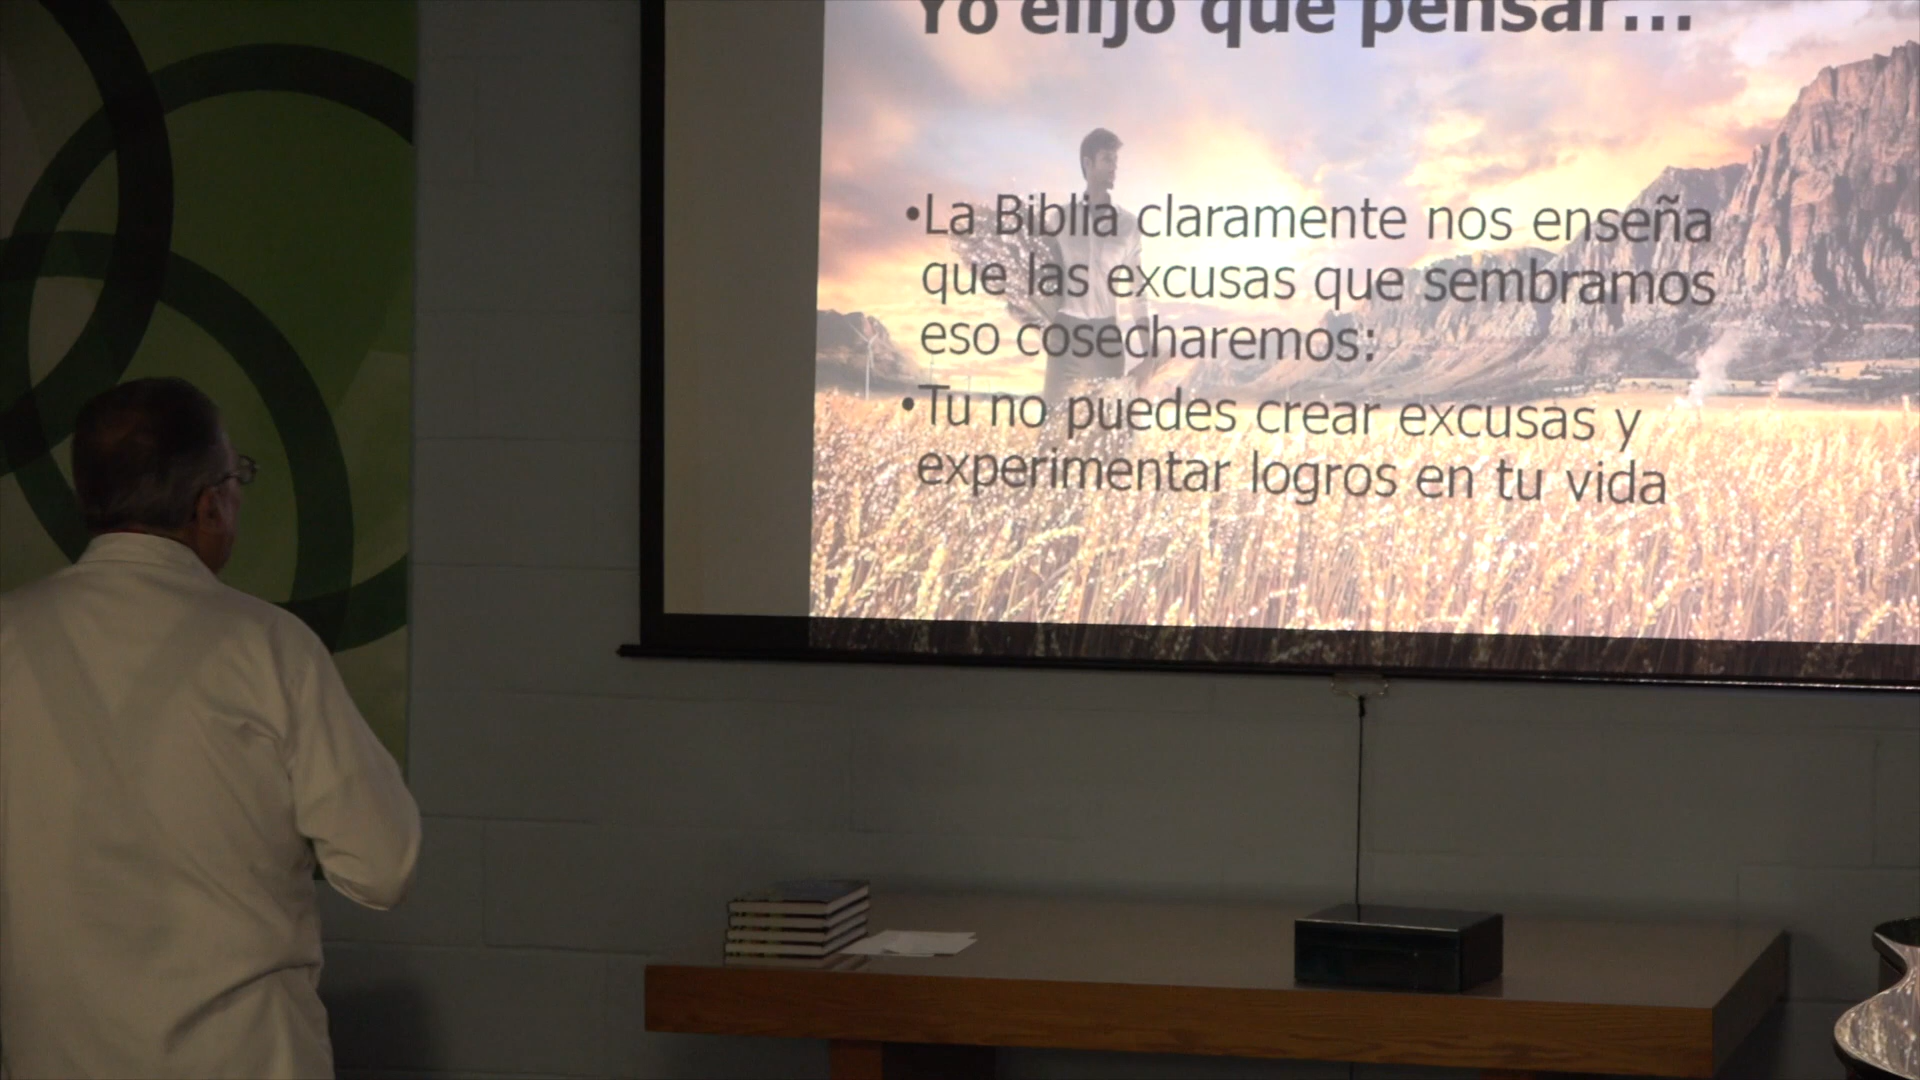 Yo elijo que pensar...
•La Biblia claramente nos enseña
que las excusas que sembramos
eso cosecharemos:
•Tu no puedes crear excusas y
experimentar logros en tu vida